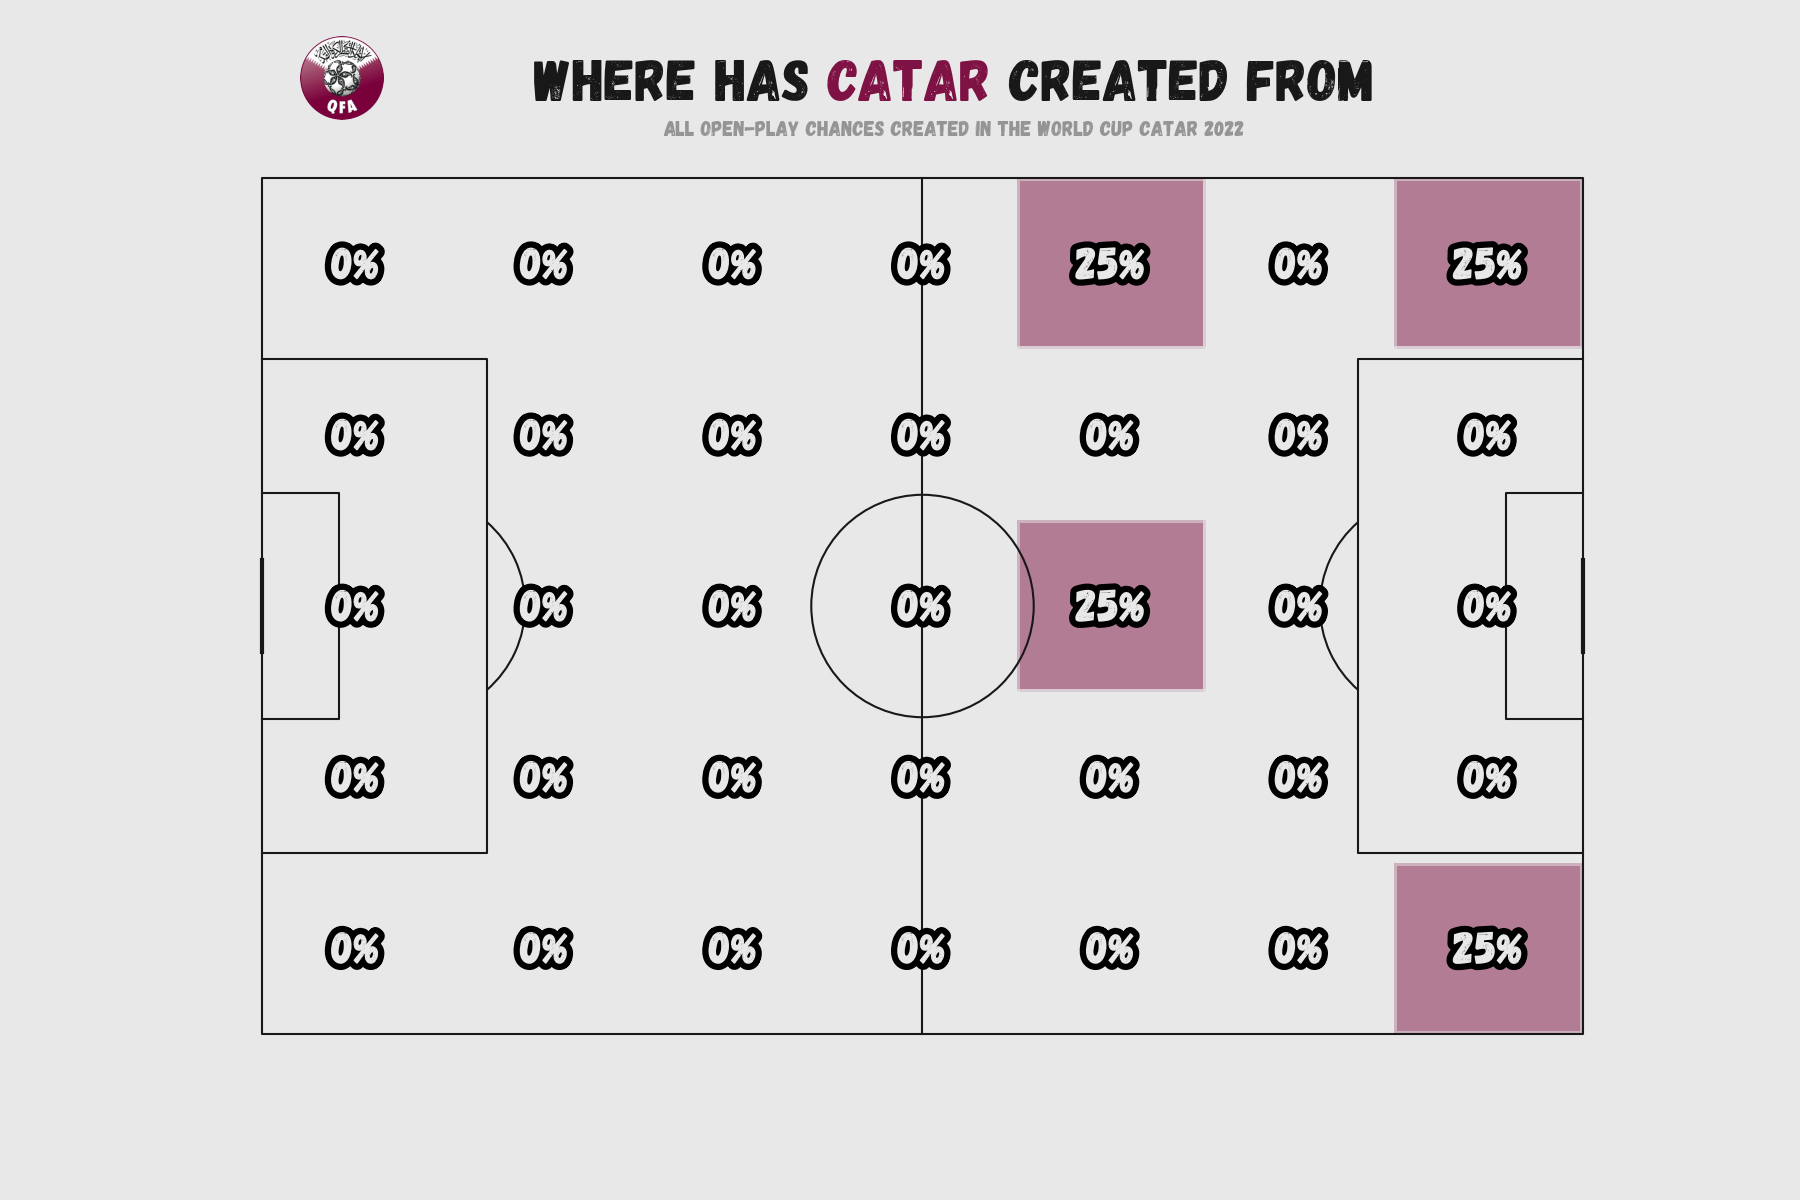 QFA
WHERE HAS CATAR CREATED FROM
ALL OPEN-PLAY CHANCES CREATED IN THE WORLD CUP CATAR 2022
0% 0% 0% 0% 25% 0% 25%
0% 0% 0% 0% 0% 0% 0%
0% 0% 0% 0% 25% 0% 0%
0% 0% 0% 0% 0% 0% 0%
0% 0% 0% 0% 0% 0% 25%